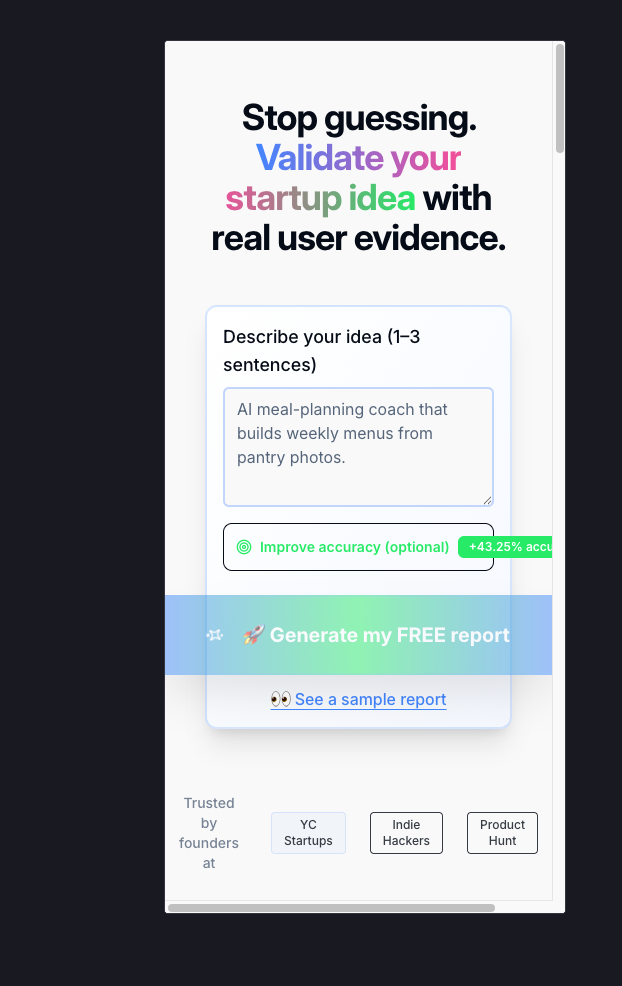 Stop guessing.
Validate your
startup idea with
real user evidence.
Describe your idea (1–3
sentences)
AI meal-planning coach that
builds weekly menus from
pantry photos.
Improve accuracy (optional) +43.25% accu
🚀 Generate my FREE report
👀 See a sample report
Trusted
by
founders
at
YC
Startups
Indie
Hackers
Product
Hunt